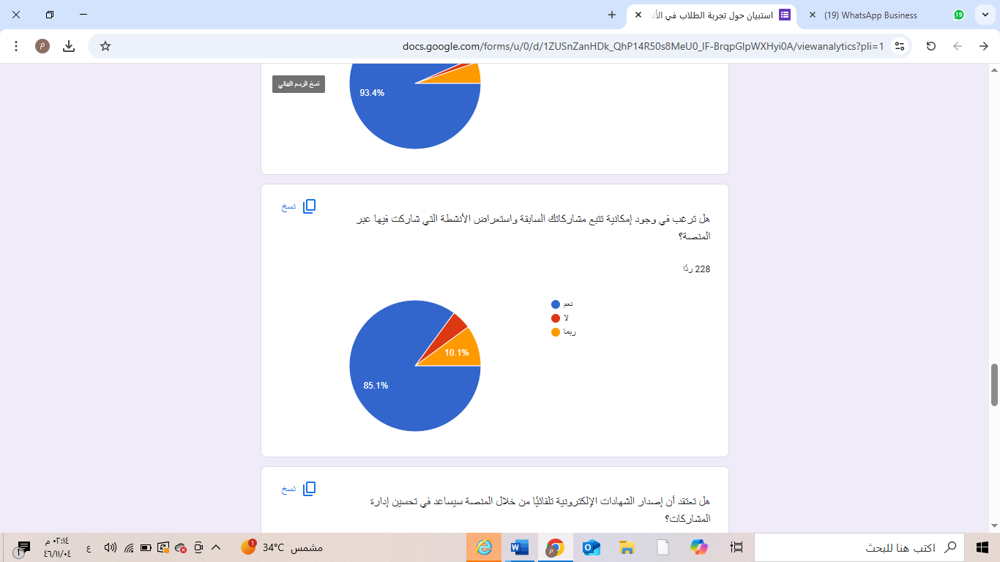 استبيان حول تجربة الطلاب في الأن
(19) WhatsApp Business
19
docs.google.com/forms/u/0/d/1ZUSnZanHDk_QhP14R50s8MeU0_IF-BrqpGlpWXHyi0A/viewanalytics?pli=1
نسخ الرسم البياني
93.4%
نسخ
هل ترغب في وجود إمكانية تتبع مشاركاتك السابقة واستعراض الأنشطة التي شاركت فيها عبر
المنصة؟
228 ردًا
نعم
لا
ربما
10.1%
85.1%
نسخ
هل تعتقد أن إصدار الشهادات الإلكترونية تلقائيًا من خلال المنصة سيساعد في تحسين إدارة
المشاركات؟
اكتب هنا للبحث
مشمس 34°C
1
ع
٠٢:١٤ م
٤٦/١١/٠٤
١